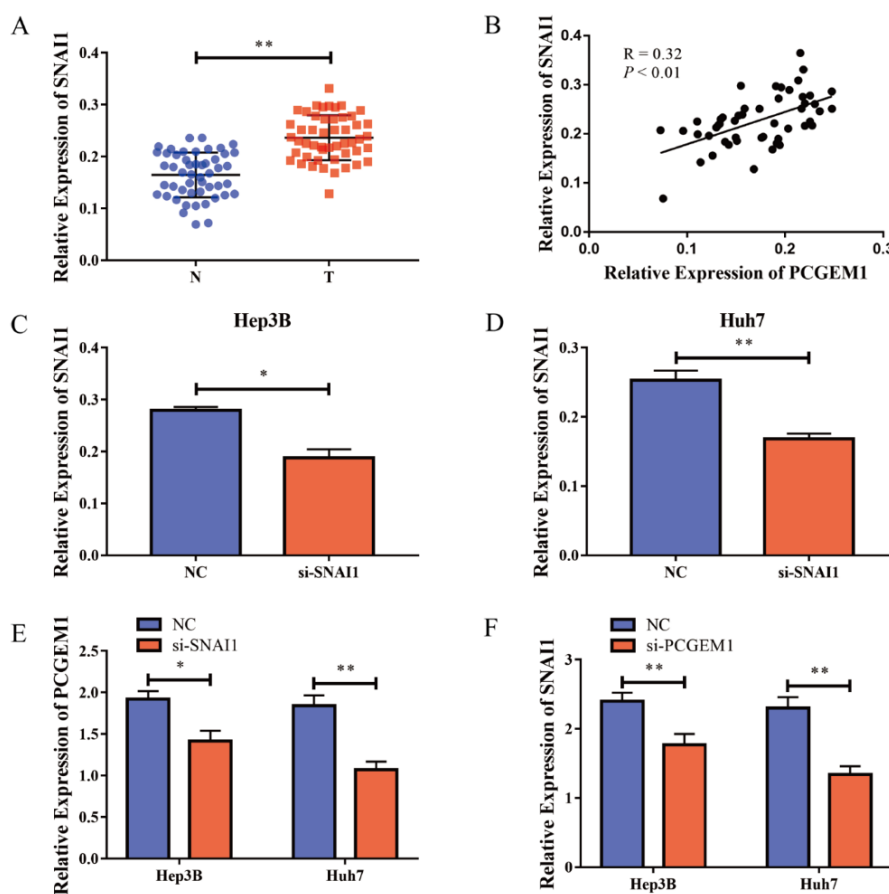 A
**
Relative Expression of SNAI1
0.4
0.3
0.2
0.1
0.0
N
T
B
R = 0.32
P < 0.01
Relative Expression of SNAI1
0.4
0.3
0.2
0.1
0.0
0.0
0.1
0.2
0.3
Relative Expression of PCGEM1
C
Hep3B
*
Relative Expression of SNAI1
0.4
0.3
0.2
0.1
0.0
NC
si-SNAI1
D
Huh7
**
Relative Expression of SNAI1
0.3
0.2
0.1
0.0
NC
si-SNAI1
E
NC
si-SNAI1
*
**
Relative Expression of PCGEM1
2.5
2.0
1.5
1.0
0.5
0.0
Hep3B
Huh7
F
NC
si-PCGEM1
**
**
Relative Expression of SNAI1
3
2
1
0
Hep3B
Huh7